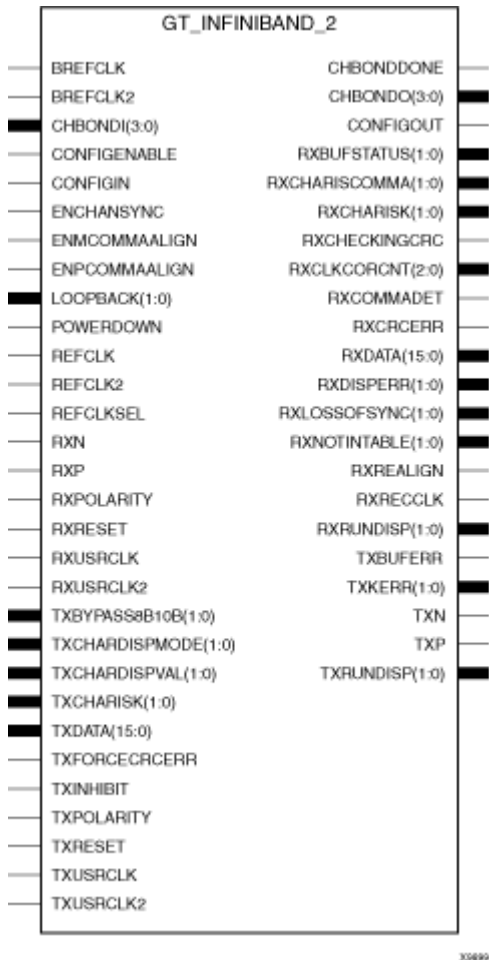 GT_INFINIBAND_2
BREFCLK CHBONDDONE
BREFCLK2 CHBONDO(3:0)
CHBONDI(3:0) CONFIGOUT
CONFIGENABLE RXBUFSTATUS(1:0)
CONFIGIN RXCHARISCOMMA(1:0)
ENCHANSYNC RXCHARISK(1:0)
ENMCOMMAALIGN RXCHECKINGCRC
ENPCOMMAALIGN RXCLKCORCNT(2:0)
LOOPBACK(1:0) RXCOMMADET
POWERDOWN RXCRCERR
REFCLK RXDATA(15:0)
REFCLK2 RXDISPERR(1:0)
REFCLKSEL RXLOSSOFSYNC(1:0)
RXN RXNOTINTABLE(1:0)
RXP RXREALIGN
RXPOLARITY RXRECCLK
RXRESET RXRUNDISP(1:0)
RXUSRCLK TXBUFERR
RXUSRCLK2 TXKERR(1:0)
TXBYPASS8B10B(1:0) TXN
TXCHARDISPMODE(1:0) TXP
TXCHARDISPVAL(1:0) TXRUNDISP(1:0)
TXCHARISK(1:0)
TXDATA(15:0)
TXFORCECRCERR
TXINHIBIT
TXPOLARITY
TXRESET
TXUSRCLK
TXUSRCLK2
X9899